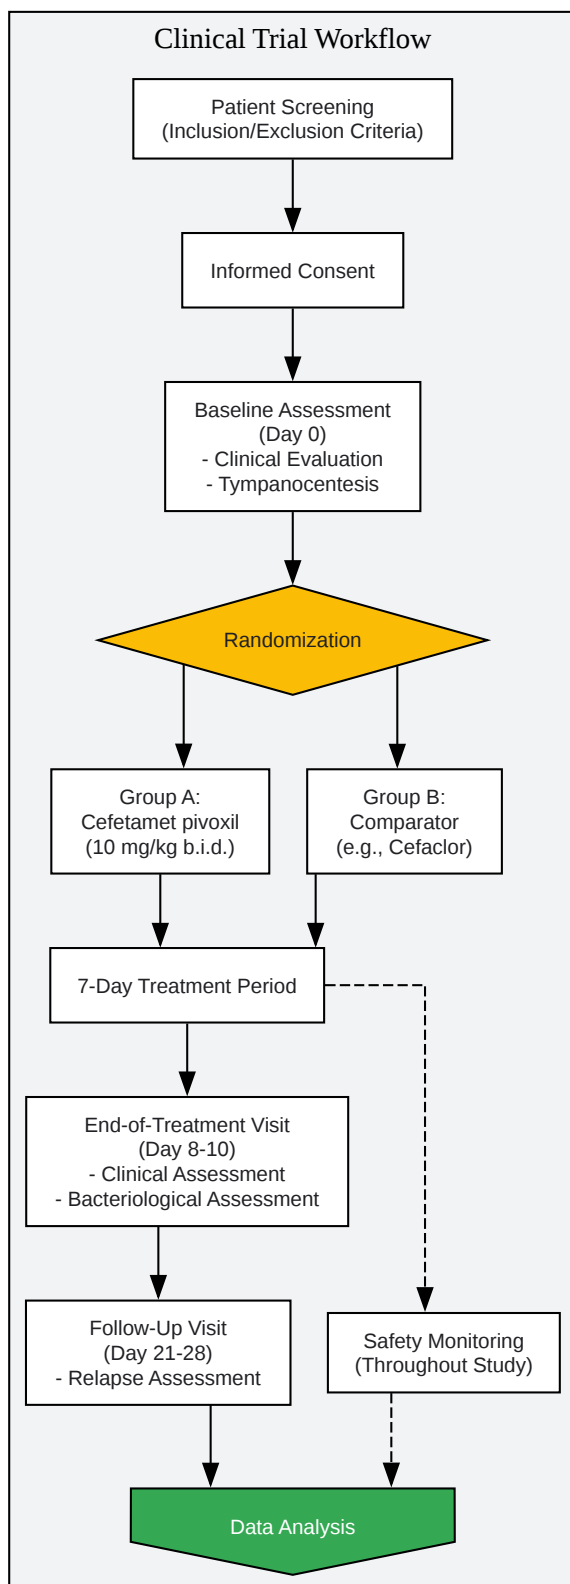 Clinical Trial Workflow
Patient Screening
(Inclusion/Exclusion Criteria)
Informed Consent
Baseline Assessment
(Day 0)
- Clinical Evaluation
- Tympanocentesis
Randomization
Group A:
Cefetamet pivoxil
(10 mg/kg b.i.d.)
Group B:
Comparator
(e.g., Cefaclor)
7-Day Treatment Period
End-of-Treatment Visit
(Day 8-10)
- Clinical Assessment
- Bacteriological Assessment
Follow-Up Visit
(Day 21-28)
- Relapse Assessment
Safety Monitoring
(Throughout Study)
Data Analysis